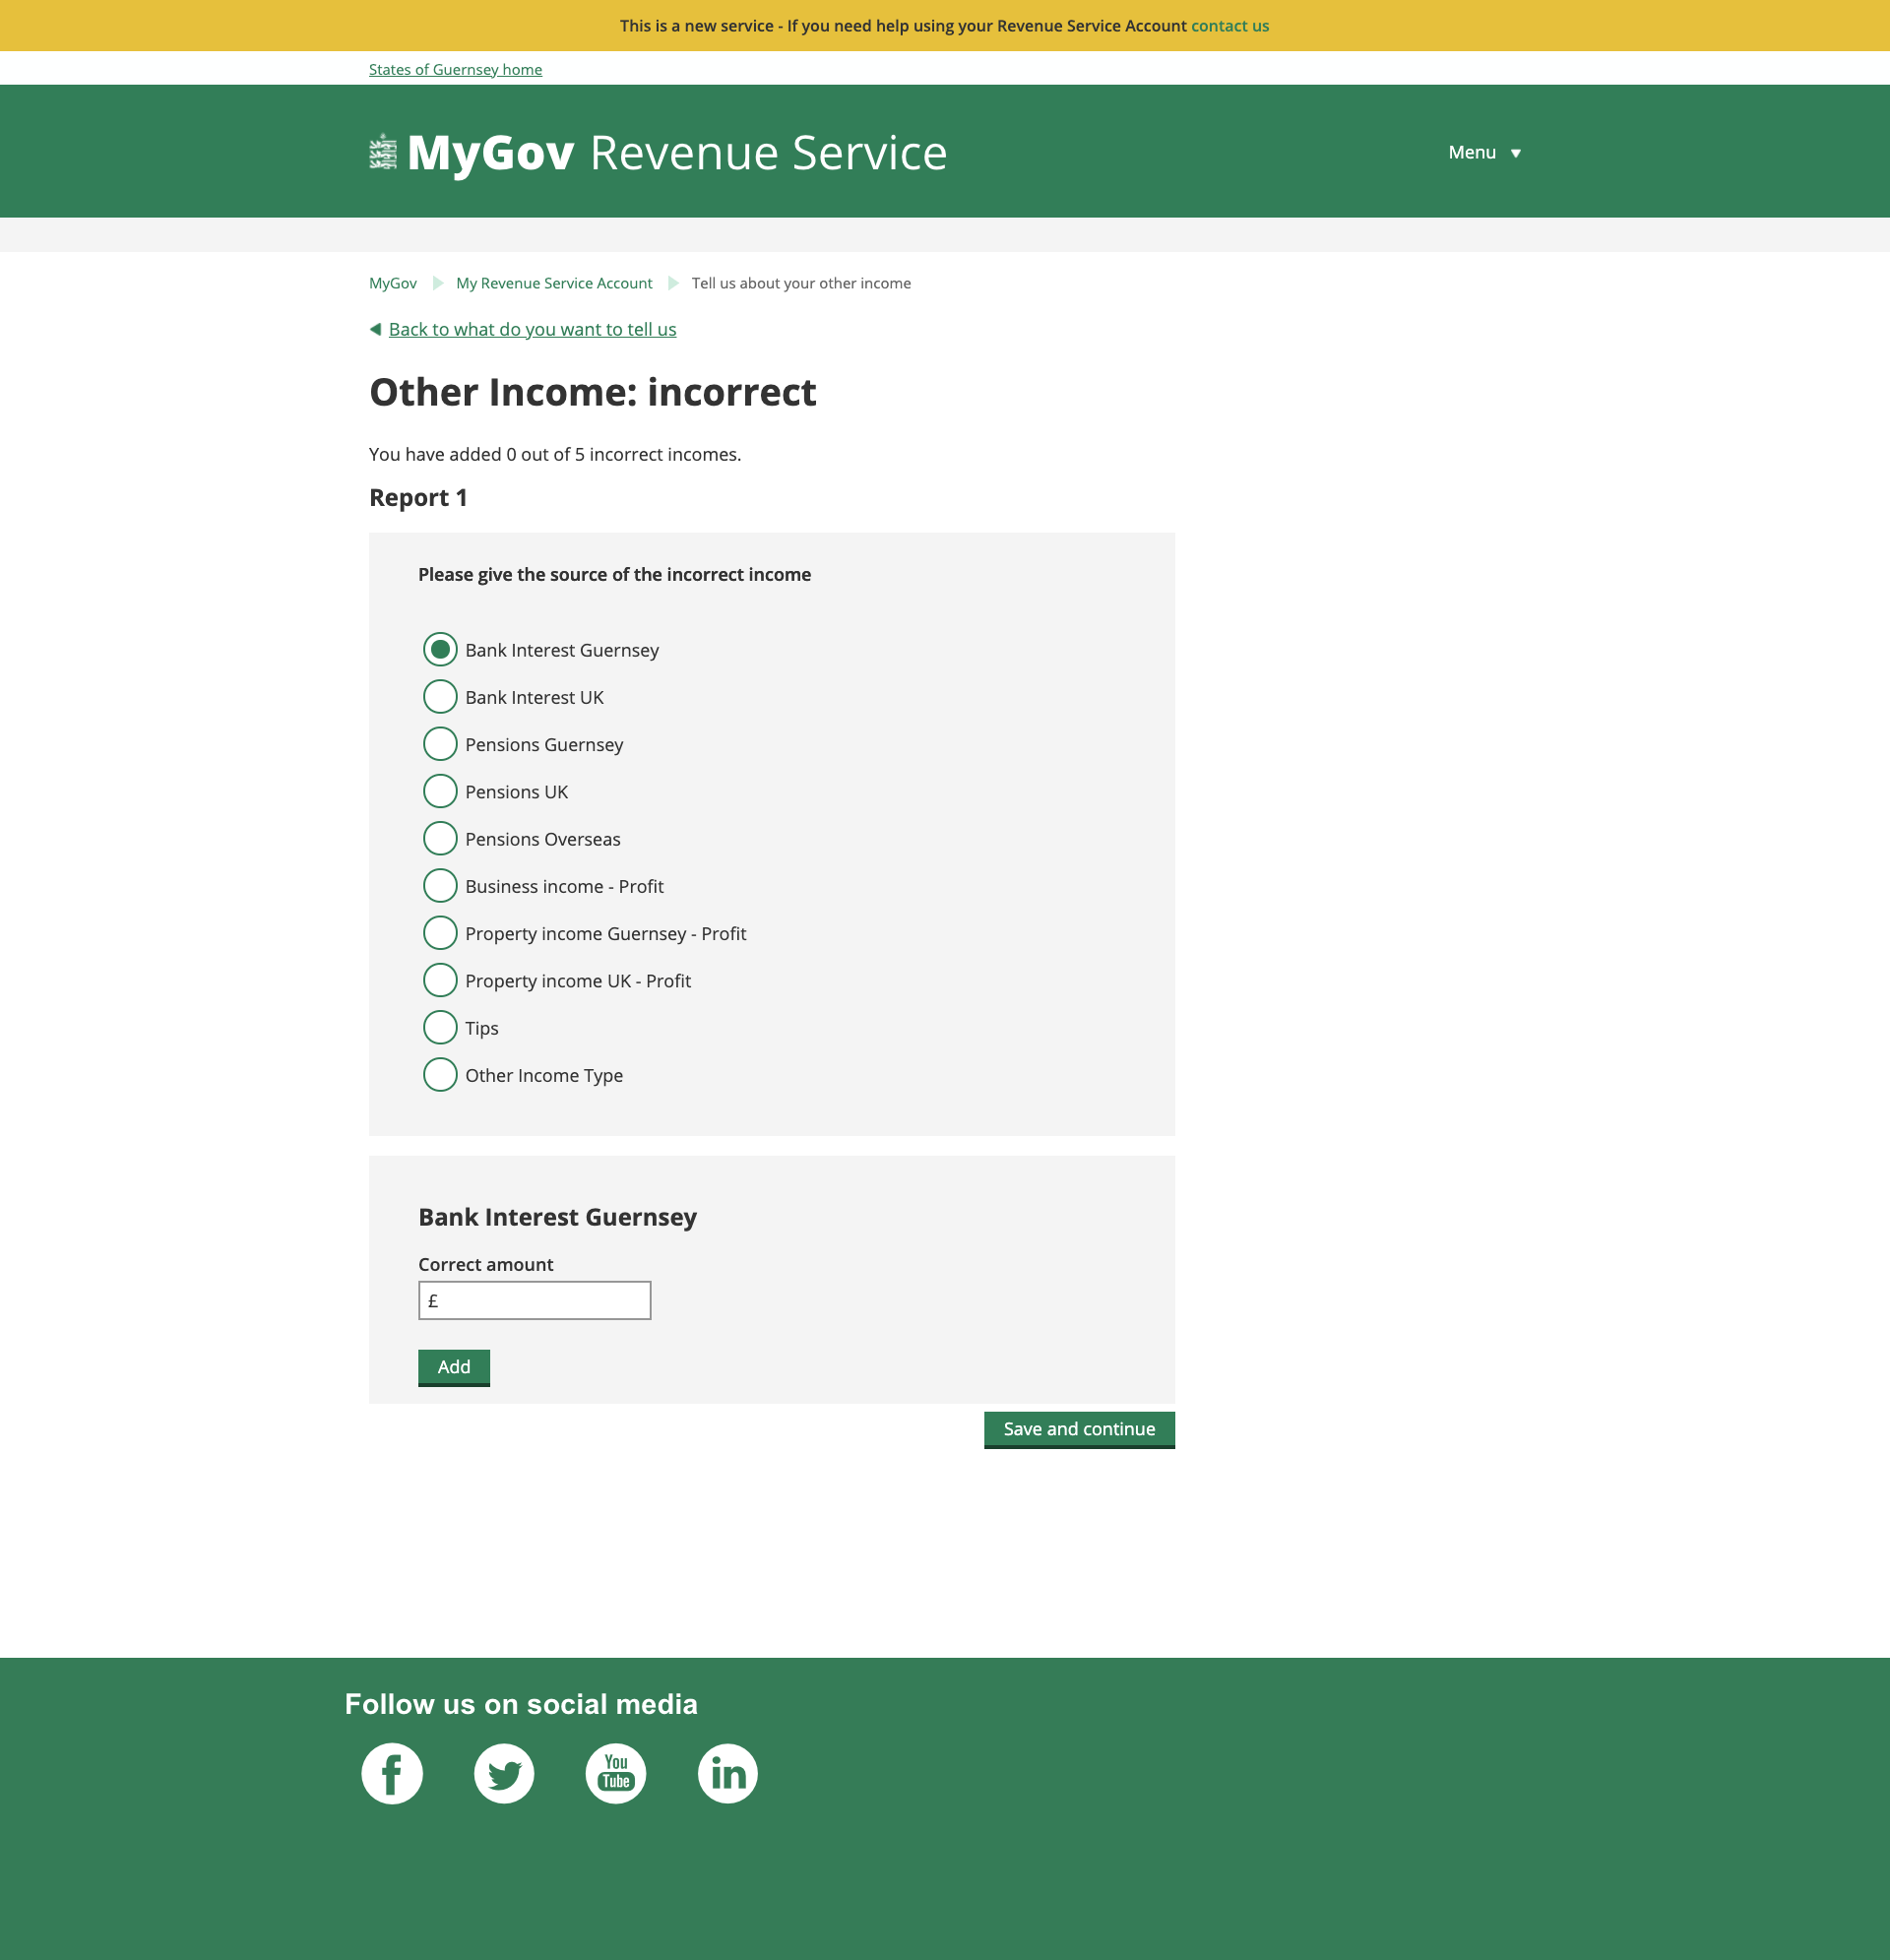 This is a new service - If you need help using your Revenue Service Account contact us
States of Guernsey home
MyGov Revenue Service
Menu
MyGov
My Revenue Service Account
Tell us about your other income
Back to what do you want to tell us
Other Income: incorrect
You have added 0 out of 5 incorrect incomes.
Report 1
Please give the source of the incorrect income
Bank Interest Guernsey
Bank Interest UK
Pensions Guernsey
Pensions UK
Pensions Overseas
Business income - Profit
Property income Guernsey - Profit
Property income UK - Profit
Tips
Other Income Type
Bank Interest Guernsey
Correct amount
£
Add
Save and continue
Follow us on social media
f
You
Tube
in